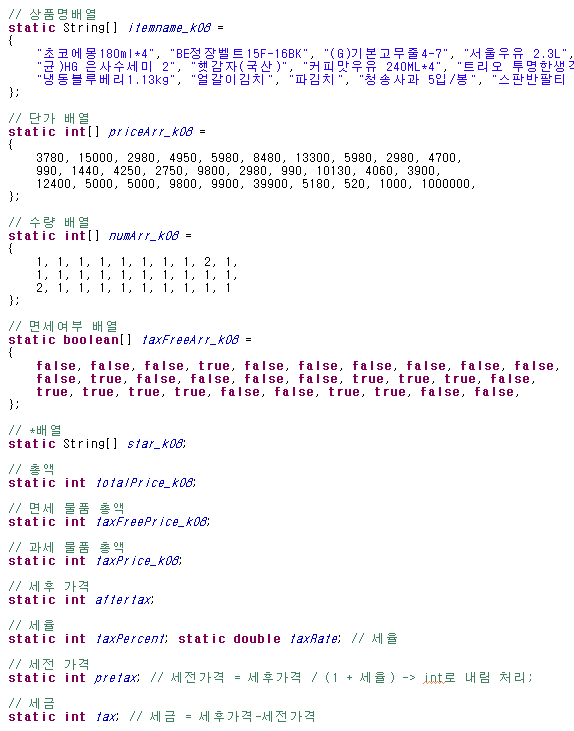 // 상품명배열
static String[] itemname_k08 =
{
"초코에몽180ml*4", "BE정장벨트15F-16BK", "(G)기본고무줄4-7", "서울우유 2.3L",
"균)HG 은사수세미 2", "햇감자(국산)", "커피맛우유 240ML*4", "트리오 투명한생각
"냉동블루베리1.13kg", "얼갈이김치", "파김치", "청송사과 5입/봉", "스판반팔티
};
// 단가 배열
static int[] priceArr_k08 =
{
3780, 15000, 2980, 4950, 5980, 8480, 13300, 5980, 2980, 4700,
990, 1440, 4250, 2750, 9800, 2980, 990, 10130, 4060, 3900,
12400, 5000, 5000, 9800, 9900, 39900, 5180, 520, 1000, 1000000,
};
// 수량 배열
static int[] numArr_k08 =
{
1, 1, 1, 1, 1, 1, 1, 1, 2, 1,
1, 1, 1, 1, 1, 1, 1, 1, 1, 1,
2, 1, 1, 1, 1, 1, 1, 1, 1, 1
};
// 면세여부 배열
static boolean[] taxFreeArr_k08 =
{
false, false, false, true, false, false, false, false, false, false,
false, true, false, false, false, false, true, true, true, false,
true, true, true, true, false, false, true, true, false, false,
};
// *배열
static String[] star_k08;
// 총액
static int totalPrice_k08;
// 면세 물품 총액
static int taxFreePrice_k08;
// 과세 물품 총액
static int taxPrice_k08;
// 세후 가격
static int aftertax;
// 세율
static int taxPercent; static double taxRate; // 세율
// 세전 가격
static int pretax; // 세전가격 = 세후가격 / (1 + 세율) -> int로 내림 처리;
// 세금
static int tax; // 세금 = 세후가격-세전가격